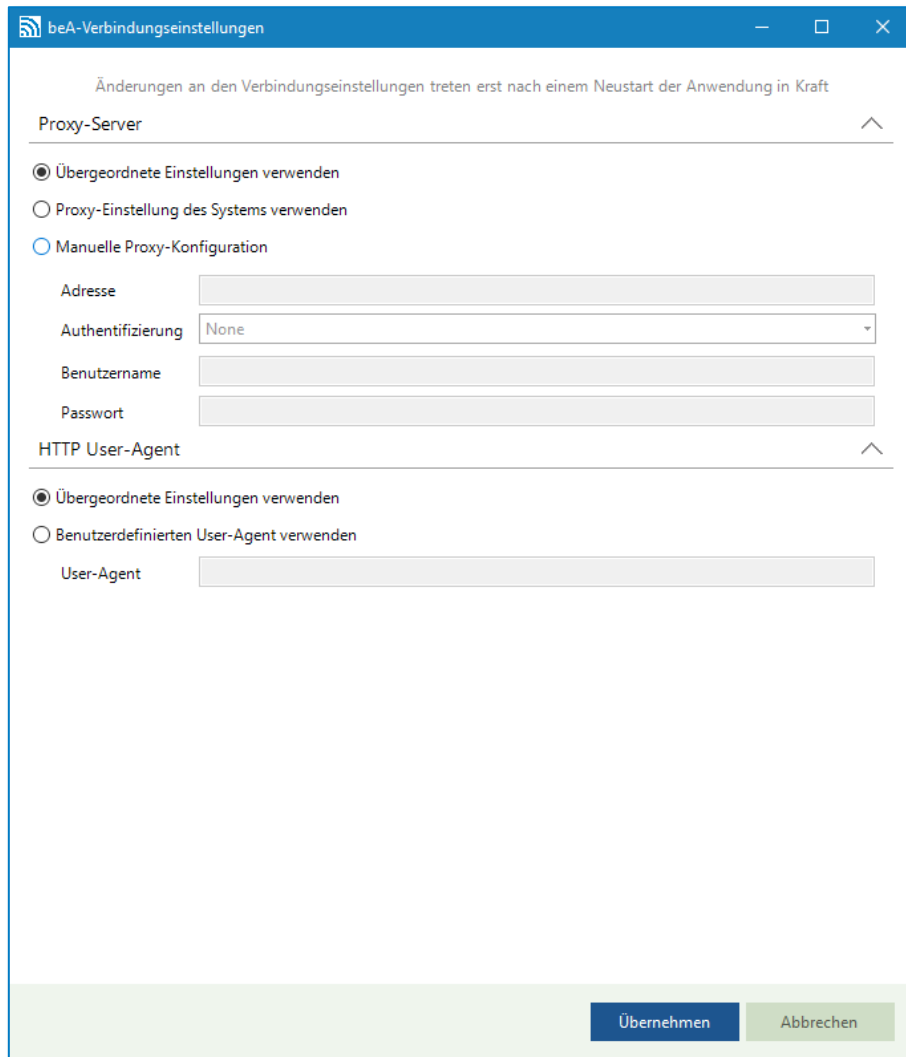 beA-Verbindungseinstellungen
Änderungen an den Verbindungseinstellungen treten erst nach einem Neustart der Anwendung in Kraft
Proxy-Server
Übergeordnete Einstellungen verwenden
Proxy-Einstellung des Systems verwenden
Manuelle Proxy-Konfiguration
Adresse
Authentifizierung None
Benutzername
Passwort
HTTP User-Agent
Übergeordnete Einstellungen verwenden
Benutzerdefinierten User-Agent verwenden
User-Agent
Übernehmen Abbrechen